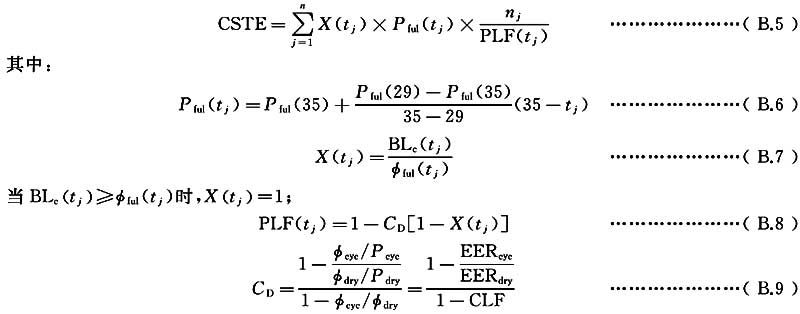 CSTE=∑_{j=1}^{n} X(t_j)×P_ful(t_j)×n_j/PLF(t_j) ……………………( B.5 )
其中：
P_ful(t_j)=P_ful(35)+(P_ful(29)-P_ful(35))/(35-29)(35-t_j) ……………………( B.6 )
X(t_j)=BL_c(t_j)/ϕ_ful(t_j) ……………………( B.7 )
当 BL_c(t_j)≥ϕ_ful(t_j)时,X(t_j)=1;
PLF(t_j)=1-C_D[1-X(t_j)] ……………………( B.8 )
C_D=(1-(ϕ_cyc/P_cyc)/(ϕ_dry/P_dry))/(1-ϕ_cyc/ϕ_dry)=(1-EER_cyc/EER_dry)/(1-CLF) ……………………( B.9 )